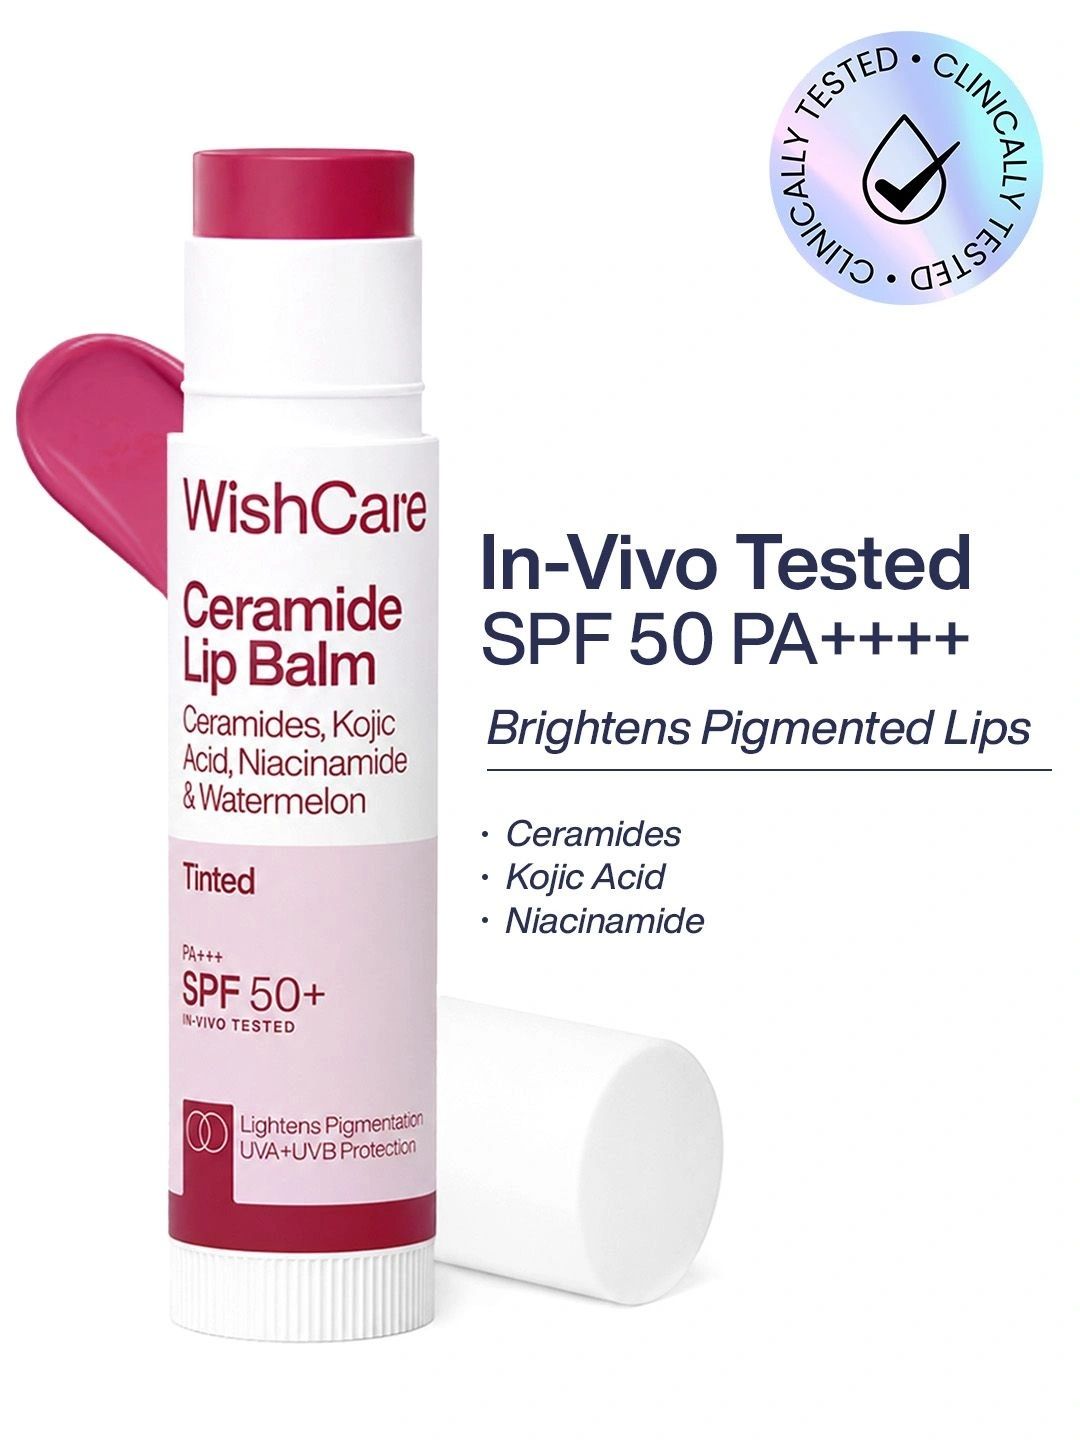 CLINICALLY TESTED • CLINICALLY TESTED •
WishCare
Ceramide
Lip Balm
Ceramides, Kojic
Acid, Niacinamide
& Watermelon
Tinted
PA+++
SPF 50+
IN-VIVO TESTED
Lightens Pigmentation
UVA+UVB Protection
In-Vivo Tested
SPF 50 PA++++
Brightens Pigmented Lips
• Ceramides
• Kojic Acid
• Niacinamide